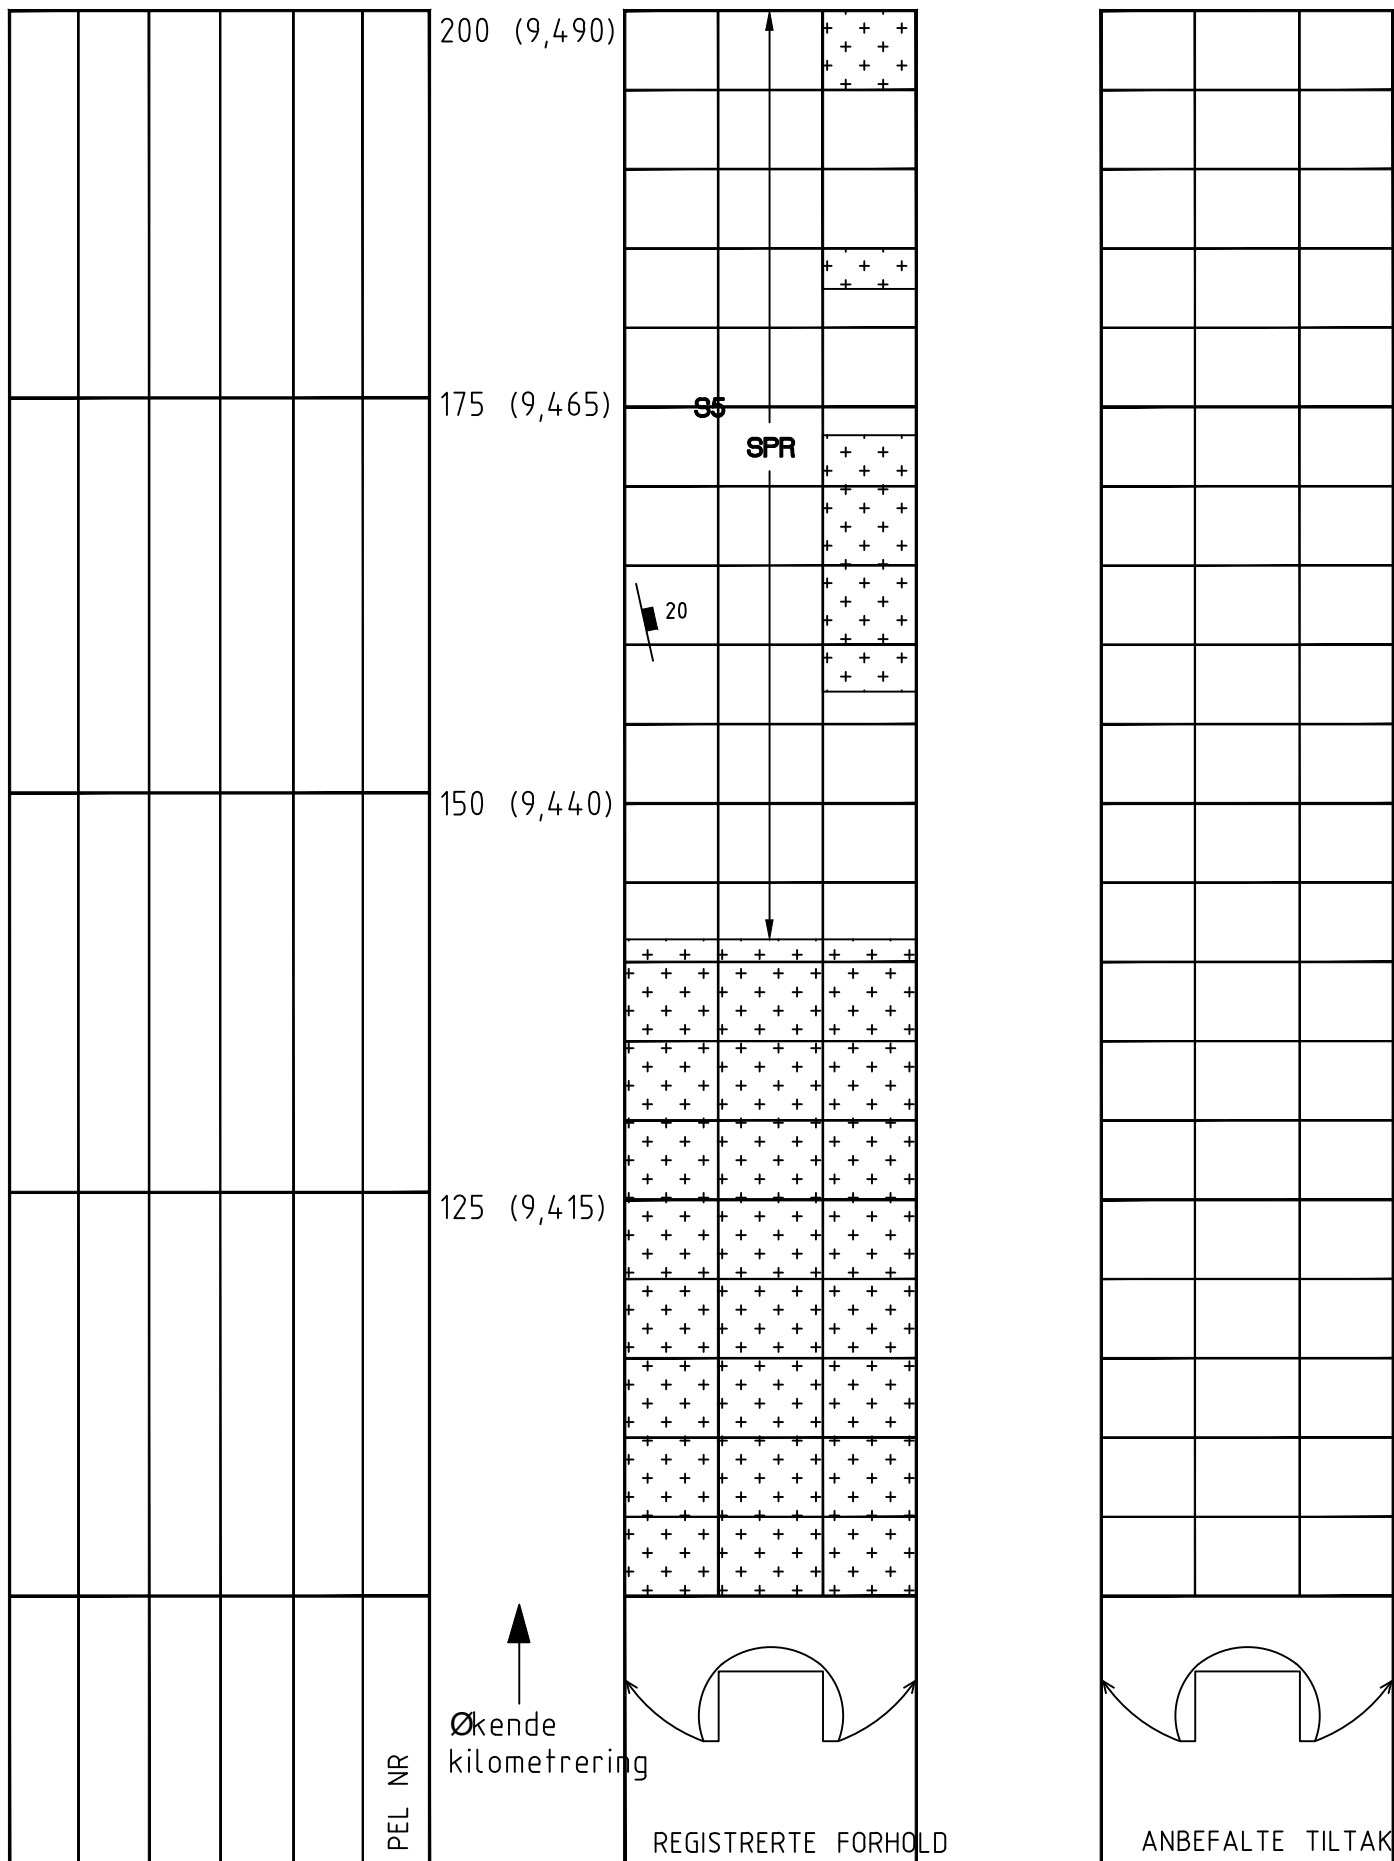 200 (9,490)
175 (9,465)
S5
SPR
20
150 (9,440)
125 (9,415)
Økende
kilometrering
PEL NR
REGISTRERTE FORHOLD
ANBEFALTE TILTAK